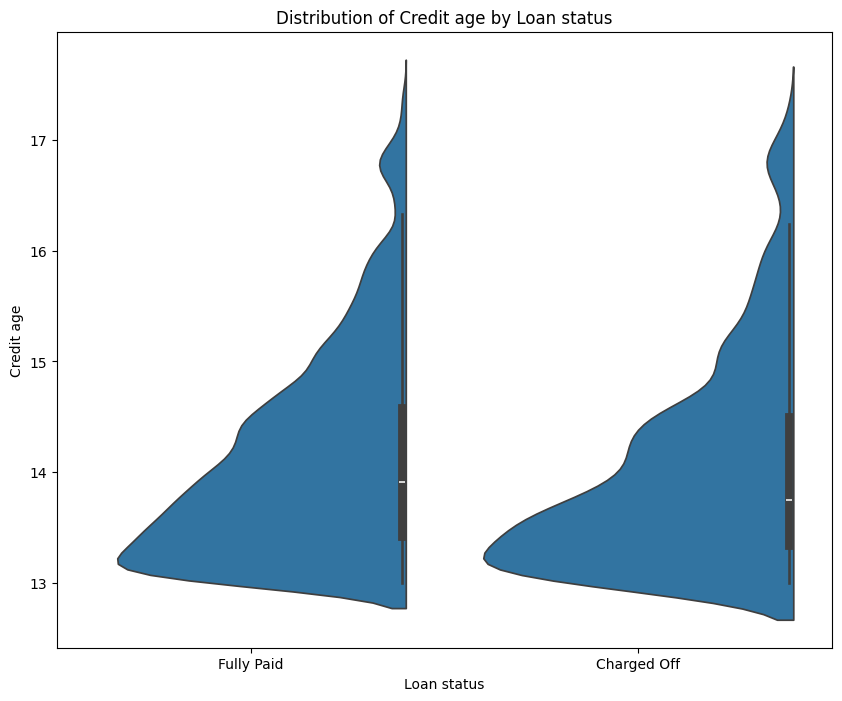 Distribution of Credit age by Loan status
Credit age
17
16
15
14
13
Fully Paid
Charged Off
Loan status